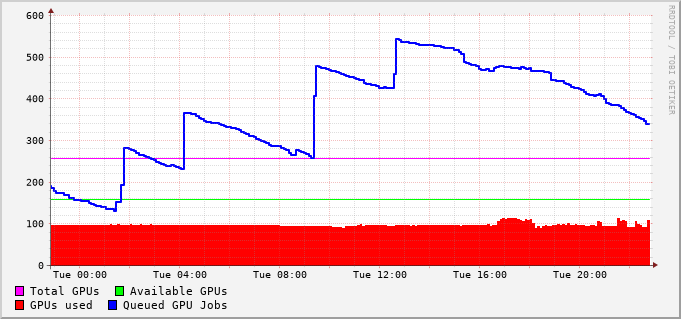 RRDTOOL / TOBI OETIKER
600
500
400
300
200
100
0
Tue 00:00 Tue 04:00 Tue 08:00 Tue 12:00 Tue 16:00 Tue 20:00
Total GPUs Available GPUs
GPUs used Queued GPU Jobs